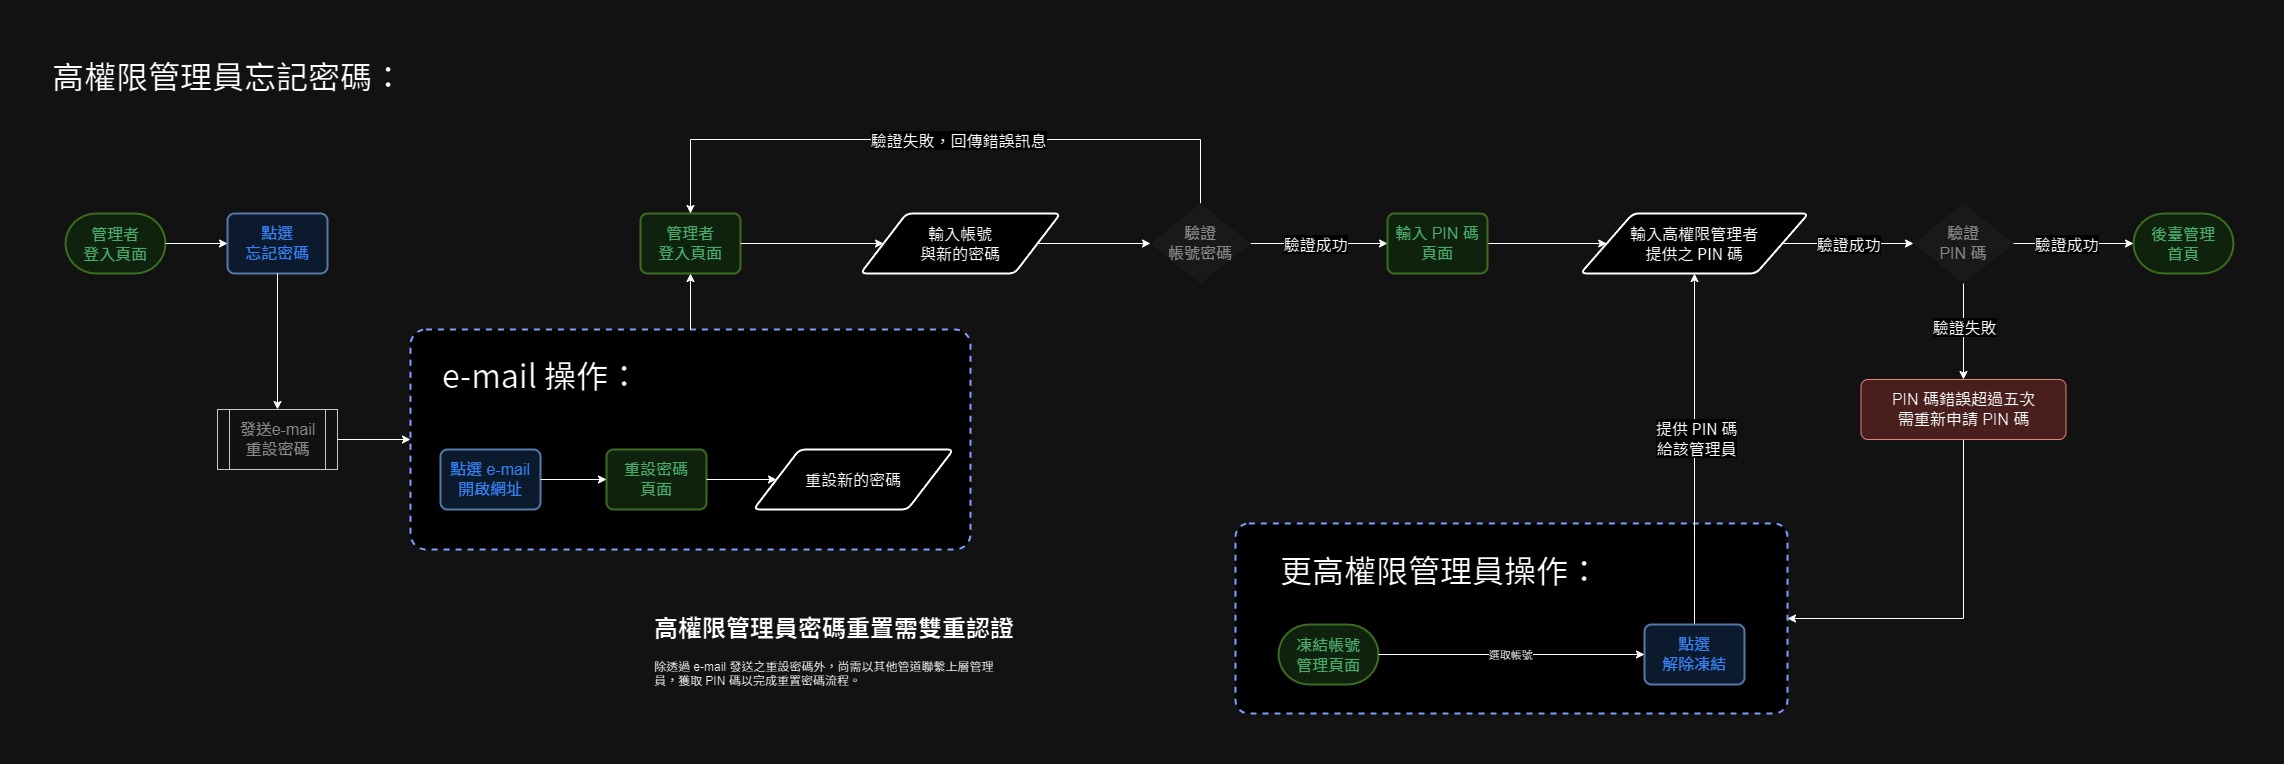 高權限管理員忘記密碼：
驗證失敗，回傳錯誤訊息
管理者
登入頁面
點選
忘記密碼
管理者
登入頁面
輸入帳號
與新的密碼
驗證
帳號密碼
驗證成功
輸入 PIN 碼
頁面
輸入高權限管理者
提供之 PIN 碼
驗證成功
驗證
PIN 碼
驗證成功
後臺管理
首頁
驗證失敗
PIN 碼錯誤超過五次
需重新申請 PIN 碼
發送e-mail
重設密碼
e-mail 操作：
點選 e-mail
開啟網址
重設密碼
頁面
重設新的密碼
提供 PIN 碼
給該管理員
更高權限管理員操作：
凍結帳號
管理頁面
選取帳號
點選
解除凍結
高權限管理員密碼重置需雙重認證
除透過 e-mail 發送之重設密碼外，尚需以其他管道聯繫上層管理
員，獲取 PIN 碼以完成重置密碼流程。